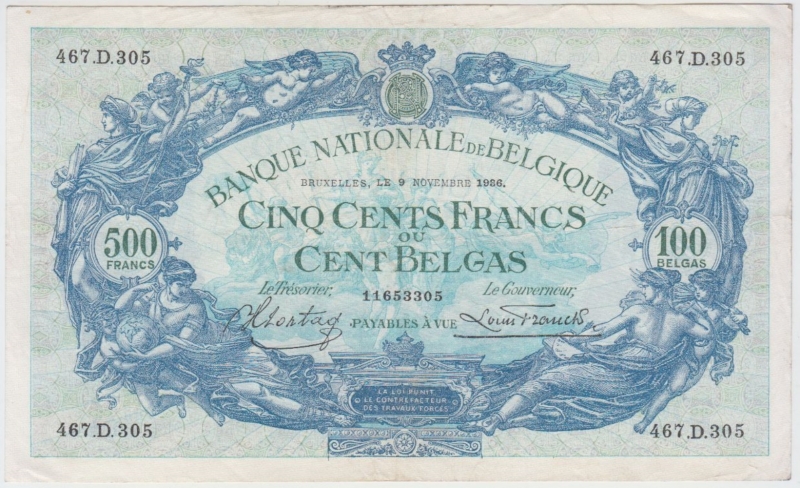 467.D.305 467.D.305
BANQUE NATIONALE DE BELGIQUE
BRUXELLES, LE 9 NOVEMBRE 1936.
CINQ CENTS FRANCS
OU
CENT BELGAS
500
FRANCS
100
BELGAS
Le Trésorier, 11653305 Le Gouverneur,
PAYABLES À VUE Louis Franck
LA LOI PUNIT
LE CONTREFACTEUR
DES TRAVAUX FORCÉS
467.D.305 467.D.305